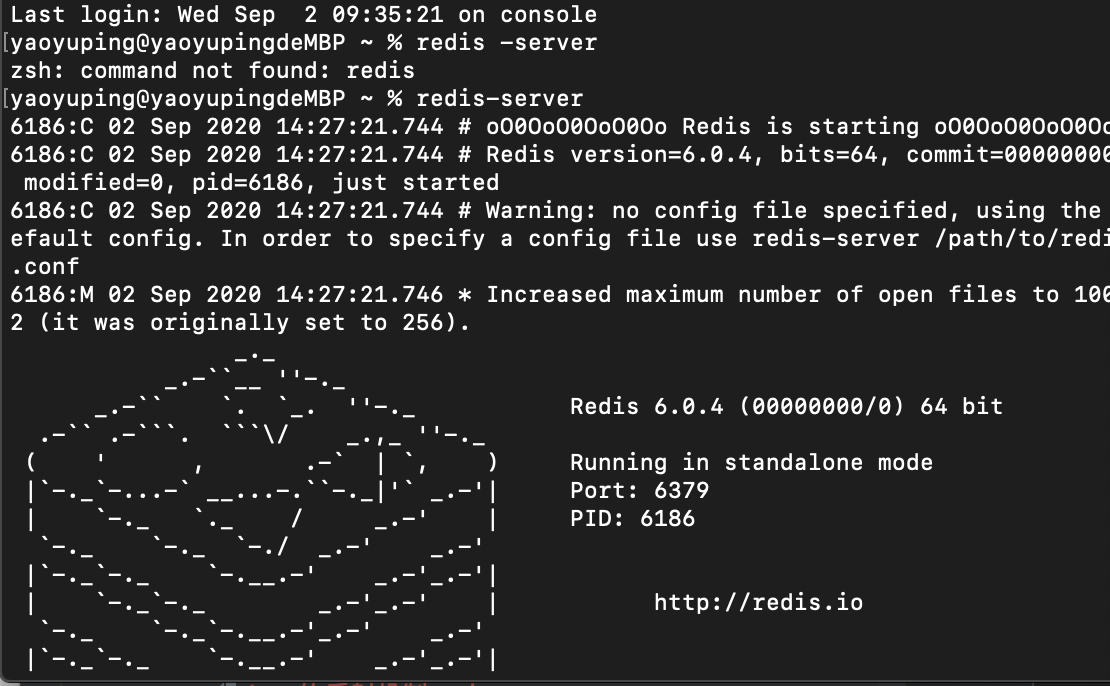 Last login: Wed Sep  2 09:35:21 on console
[yaoyuping@yaoyupingdeMBP ~ % redis -server
zsh: command not found: redis
[yaoyuping@yaoyupingdeMBP ~ % redis-server
6186:C 02 Sep 2020 14:27:21.744 # oO0OoO0OoO0Oo Redis is starting oO0OoO0OoO0Oo
6186:C 02 Sep 2020 14:27:21.744 # Redis version=6.0.4, bits=64, commit=00000000
 modified=0, pid=6186, just started
6186:C 02 Sep 2020 14:27:21.744 # Warning: no config file specified, using the
efault config. In order to specify a config file use redis-server /path/to/redi
.conf
6186:M 02 Sep 2020 14:27:21.746 * Increased maximum number of open files to 100
2 (it was originally set to 256).
Redis 6.0.4 (00000000/0) 64 bit
Running in standalone mode
Port: 6379
PID: 6186
http://redis.io